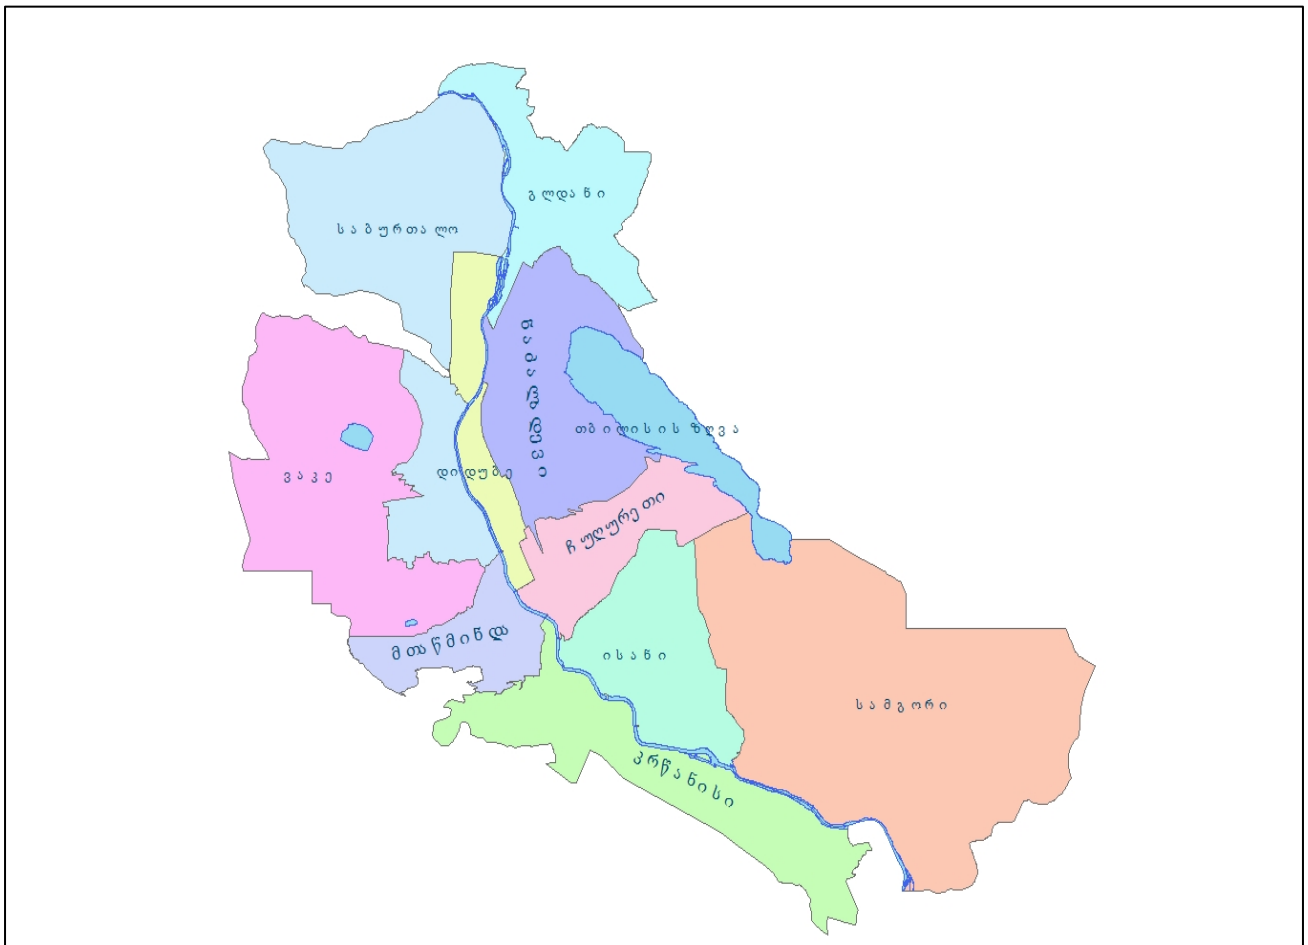 გლდანი
საბურთალო
ნაძალადევი
თბილისის ზღვა
ვაკე
დიდუბე
ჩუღურეთი
მთაწმინდა
ისანი
სამგორი
კრწანისი